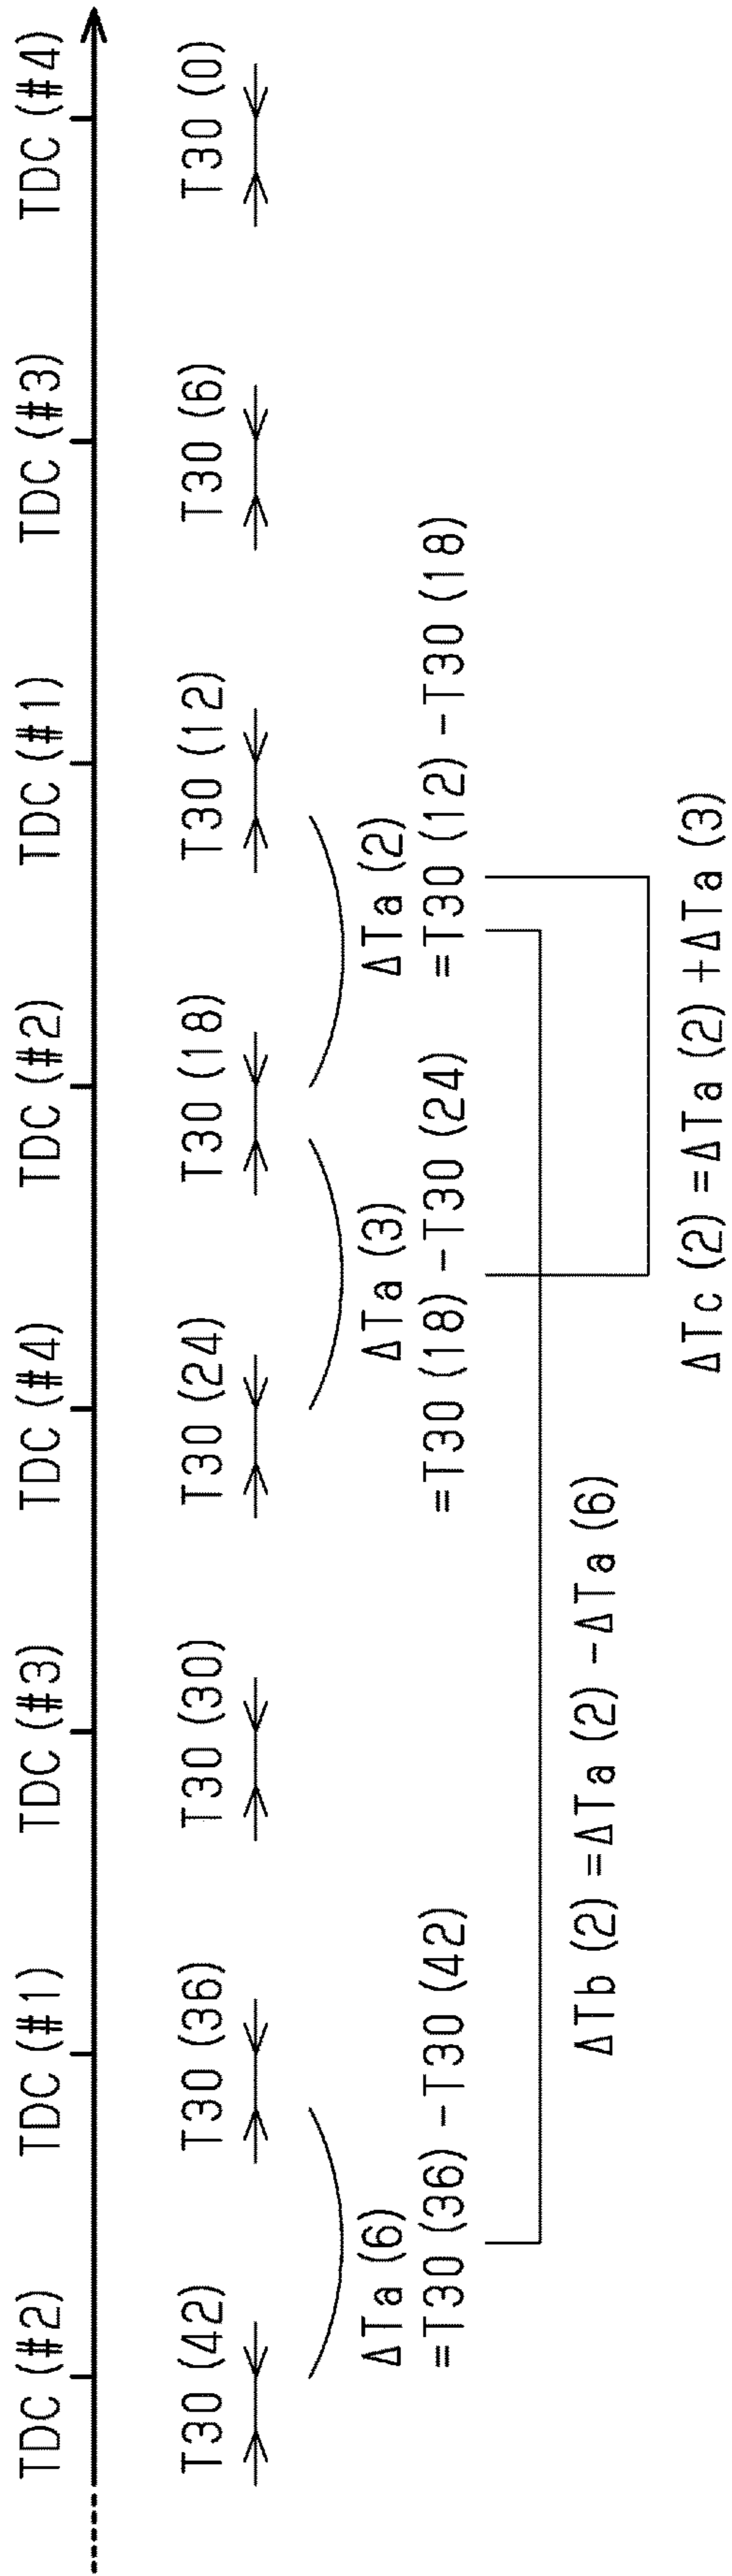 TDC (#2) TDC (#1) TDC (#3) TDC (#4) TDC (#2) TDC (#1) TDC (#3) TDC (#4)
T30 (42) T30 (36) T30 (30) T30 (24) T30 (18) T30 (12) T30 (6) T30 (0)
ΔTa (6) ΔTa (3) ΔTa (2)
=T30 (36) -T30 (42) =T30 (18) -T30 (24) =T30 (12) -T30 (18)
ΔTb (2) =ΔTa (2) -ΔTa (6)
ΔTc (2) =ΔTa (2) +ΔTa (3)